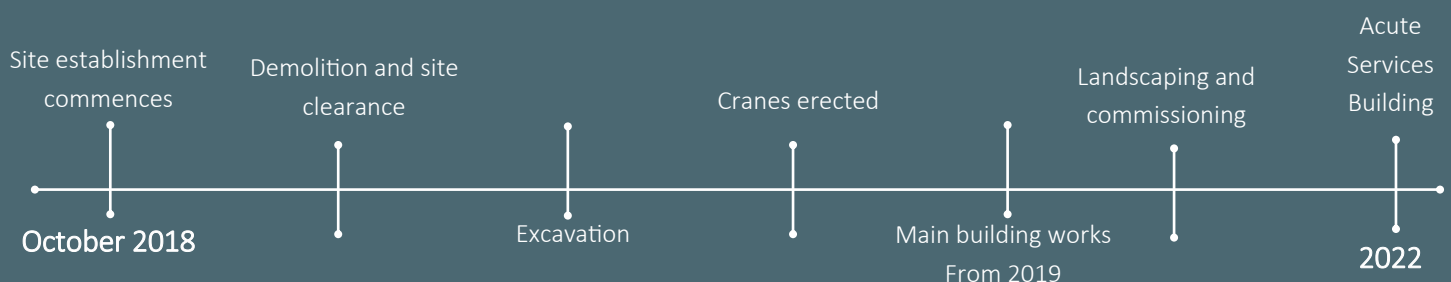 Site establishment
commences
October 2018
Demolition and site
clearance
Excavation
Cranes erected
Main building works
From 2019
Landscaping and
commissioning
Acute
Services
Building
2022